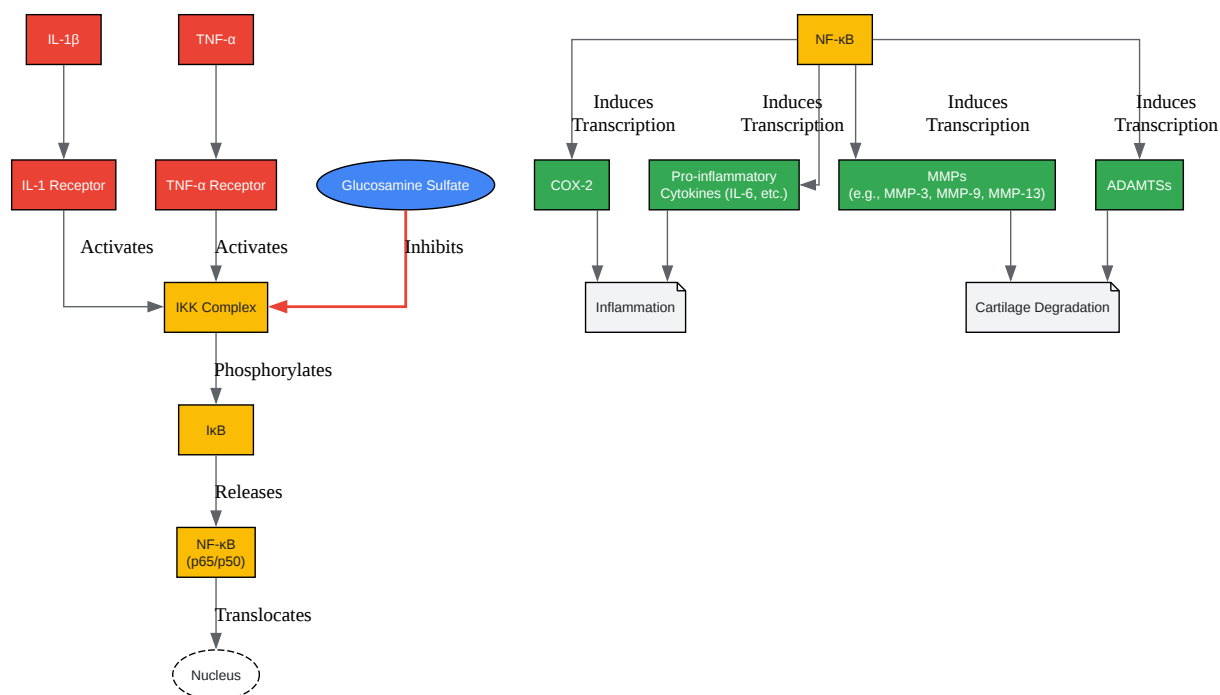 IL-1β
TNF-α
NF-κB
Induces
Transcription
Induces
Transcription
Induces
Transcription
Induces
Transcription
IL-1 Receptor
TNF-α Receptor
Glucosamine Sulfate
COX-2
Pro-inflammatory
Cytokines (IL-6, etc.)
MMPs
(e.g., MMP-3, MMP-9, MMP-13)
ADAMTSs
Activates
Activates
Inhibits
IKK Complex
Inflammation
Cartilage Degradation
Phosphorylates
IκB
Releases
NF-κB
(p65/p50)
Translocates
Nucleus